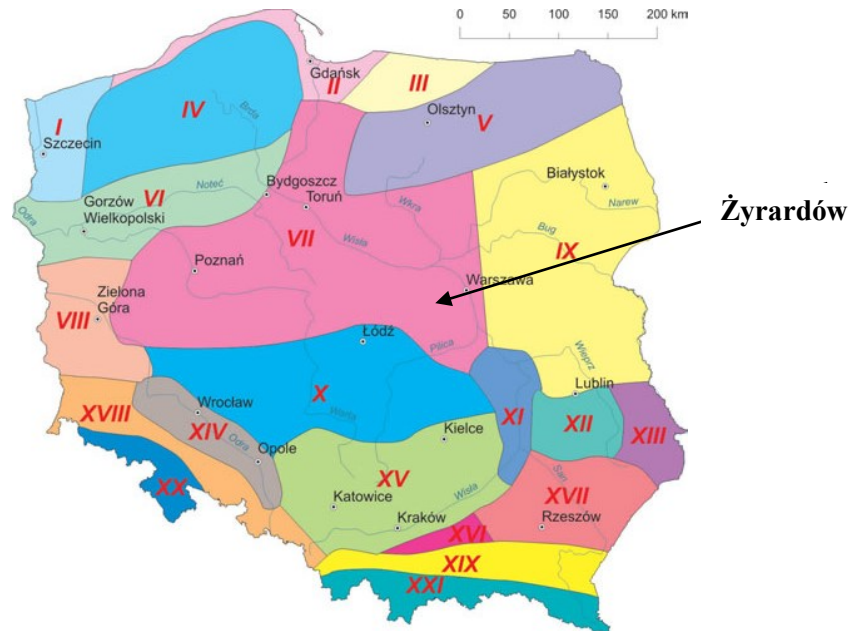 0 50 100 150 200 km
Gdańsk
II
III
IV
Brda
Olsztyn
V
I
Szczecin
Białystok
Narew
Bydgoszcz
Toruń
Wkra
Noteć
VI
Gorzów
Wielkopolski
Odra
Żyrardów
VII
Wisła
Bug
IX
Poznań
Warszawa
Zielona
Góra
VIII
Łódź
Pilica
Wieprz
Lublin
X
Warta
XI
XII
XIII
XVIII
Wrocław
XIV
Odra
Opole
Kielce
XX
XV
Wisła
San
XVII
Katowice
Kraków
Rzeszów
XVI
XIX
XXI